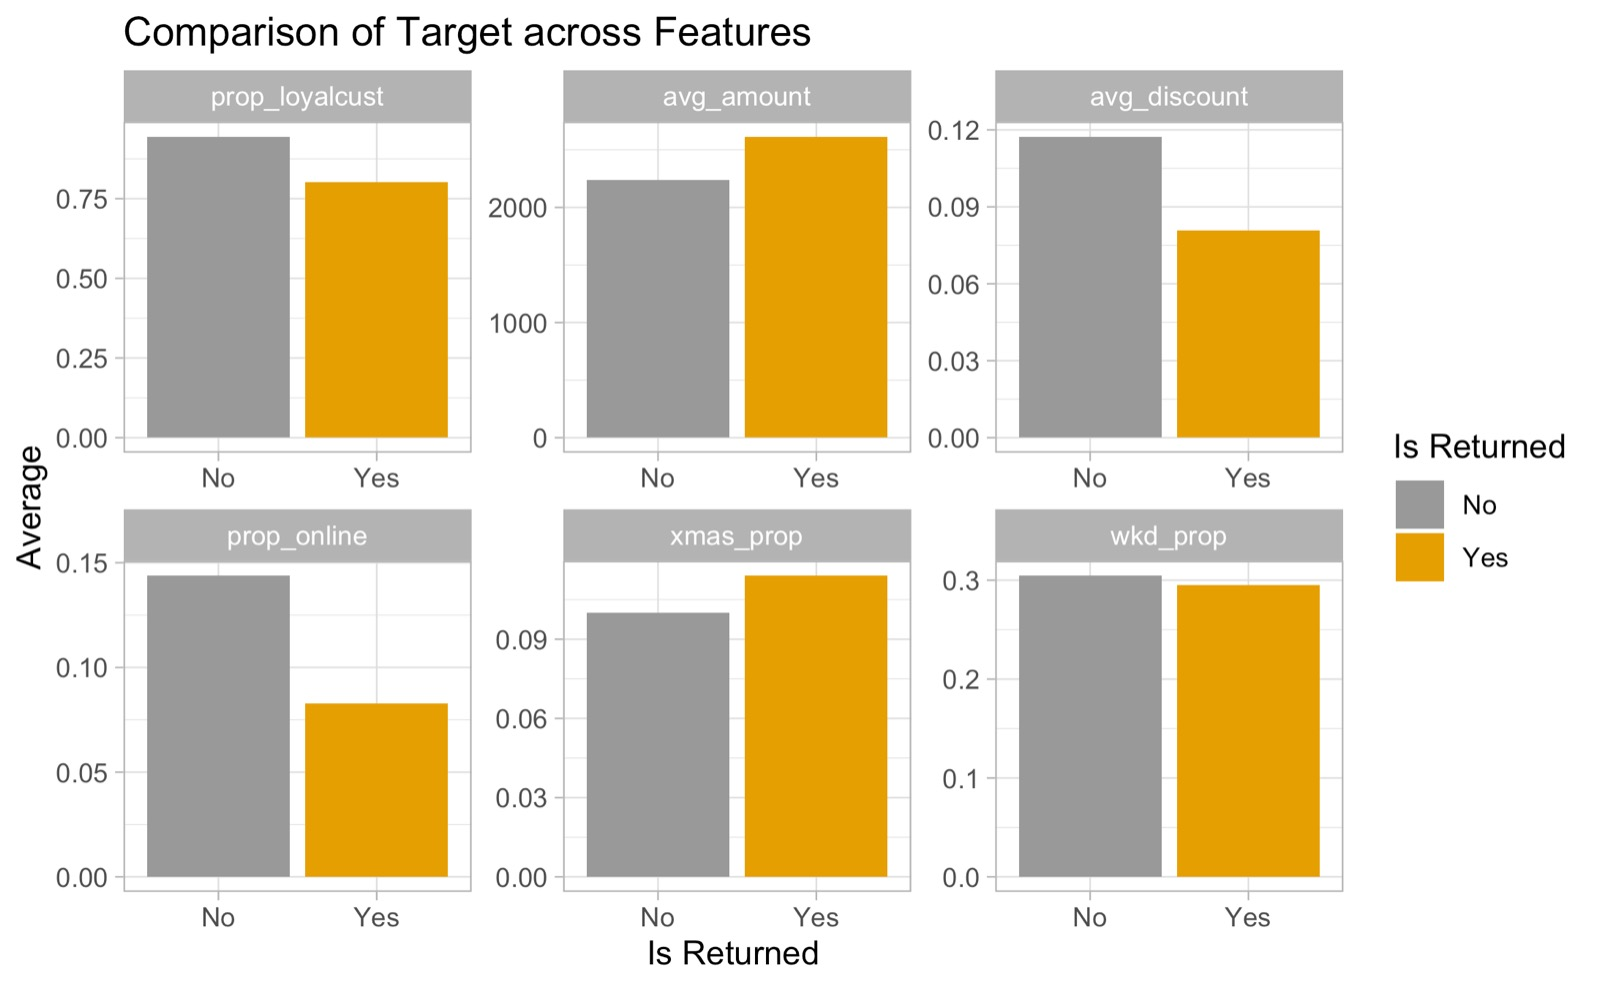 Comparison of Target across Features
prop_loyalcust
0.75
0.50
0.25
0.00
No Yes
avg_amount
2000
1000
0
No Yes
avg_discount
0.12
0.09
0.06
0.03
0.00
No Yes
prop_online
0.15
0.10
0.05
0.00
No Yes
xmas_prop
0.09
0.06
0.03
0.00
No Yes
wkd_prop
0.3
0.2
0.1
0.0
No Yes
Average
Is Returned
Is Returned
No
Yes